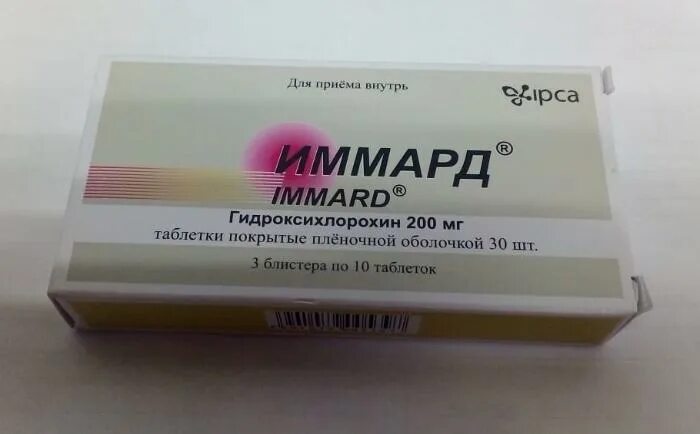 Для приёма внутрь
ipca
ИММАРД®
IMMARD®
Гидроксихлорохин 200 мг
таблетки покрытые плёночной оболочкой 30 шт.
3 блистера по 10 таблеток